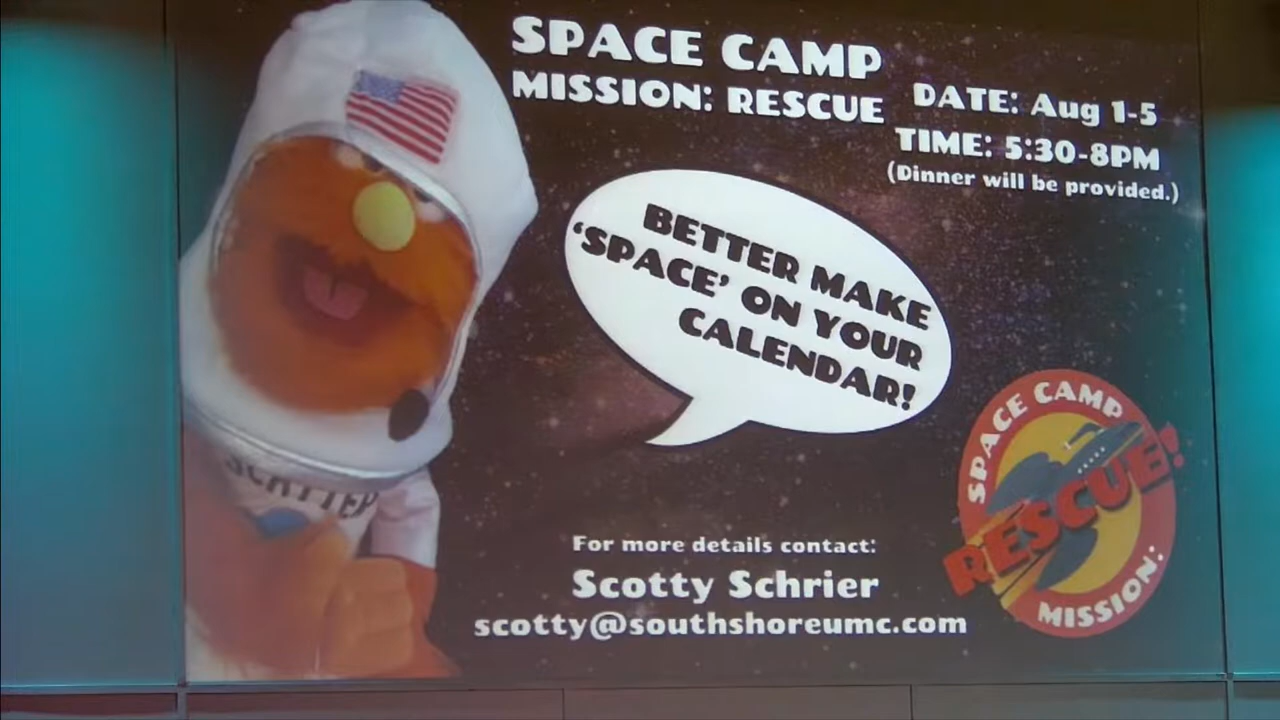 SPACE CAMP
MISSION: RESCUE
DATE: Aug 1-5
TIME: 5:30-8PM
(Dinner will be provided.)
BETTER MAKE
‘SPACE’ ON YOUR
CALENDAR!
SPACE CAMP
RESCUE!
MISSION:
For more details contact:
Scotty Schrier
scotty@southshoreumc.com